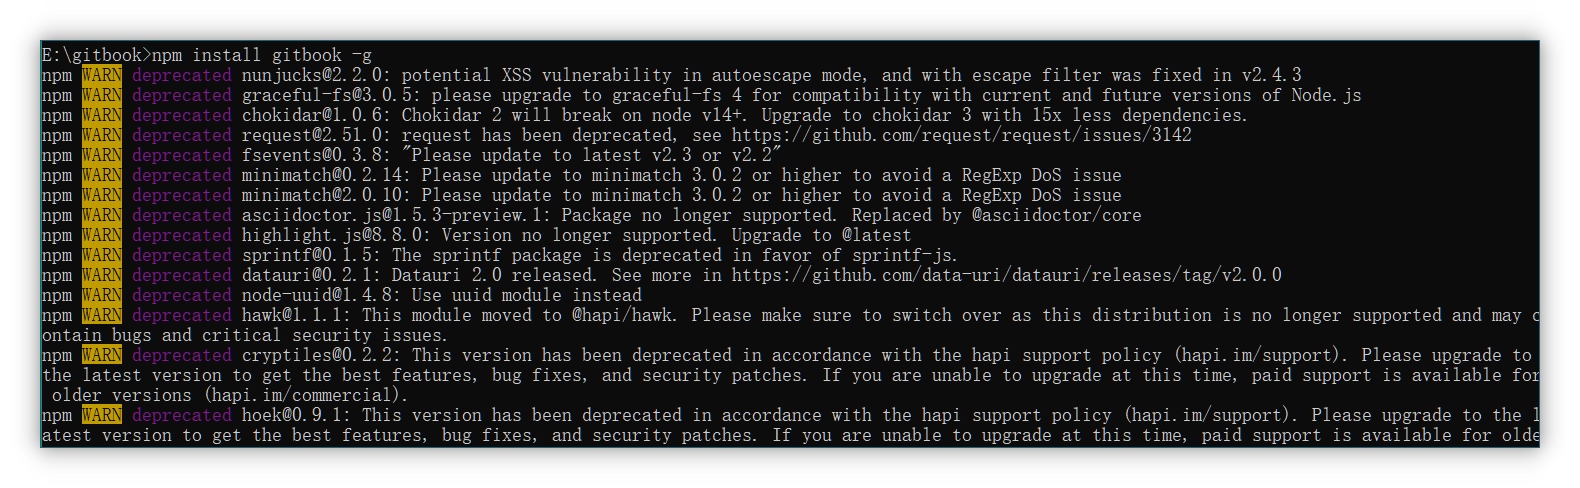 E:\gitbook>npm install gitbook -g
npm WARN deprecated nunjucks@2.2.0: potential XSS vulnerability in autoescape mode, and with escape filter was fixed in v2.4.3
npm WARN deprecated graceful-fs@3.0.5: please upgrade to graceful-fs 4 for compatibility with current and future versions of Node.js
npm WARN deprecated chokidar@1.0.6: Chokidar 2 will break on node v14+. Upgrade to chokidar 3 with 15x less dependencies.
npm WARN deprecated request@2.51.0: request has been deprecated, see https://github.com/request/request/issues/3142
npm WARN deprecated fsevents@0.3.8: "Please update to latest v2.3 or v2.2"
npm WARN deprecated minimatch@0.2.14: Please update to minimatch 3.0.2 or higher to avoid a RegExp DoS issue
npm WARN deprecated minimatch@2.0.10: Please update to minimatch 3.0.2 or higher to avoid a RegExp DoS issue
npm WARN deprecated asciidoctor.js@1.5.3-preview.1: Package no longer supported. Replaced by @asciidoctor/core
npm WARN deprecated highlight.js@8.8.0: Version no longer supported. Upgrade to @latest
npm WARN deprecated sprintf@0.1.5: The sprintf package is deprecated in favor of sprintf-js.
npm WARN deprecated datauri@0.2.1: Datauri 2.0 released. See more in https://github.com/data-uri/datauri/releases/tag/v2.0.0
npm WARN deprecated node-uuid@1.4.8: Use uuid module instead
npm WARN deprecated hawk@1.1.1: This module moved to @hapi/hawk. Please make sure to switch over as this distribution is no longer supported and may c
ontain bugs and critical security issues.
npm WARN deprecated cryptiles@0.2.2: This version has been deprecated in accordance with the hapi support policy (hapi.im/support). Please upgrade to
the latest version to get the best features, bug fixes, and security patches. If you are unable to upgrade at this time, paid support is available for
older versions (hapi.im/commercial).
npm WARN deprecated hoek@0.9.1: This version has been deprecated in accordance with the hapi support policy (hapi.im/support). Please upgrade to the l
atest version to get the best features, bug fixes, and security patches. If you are unable to upgrade at this time, paid support is available for olde